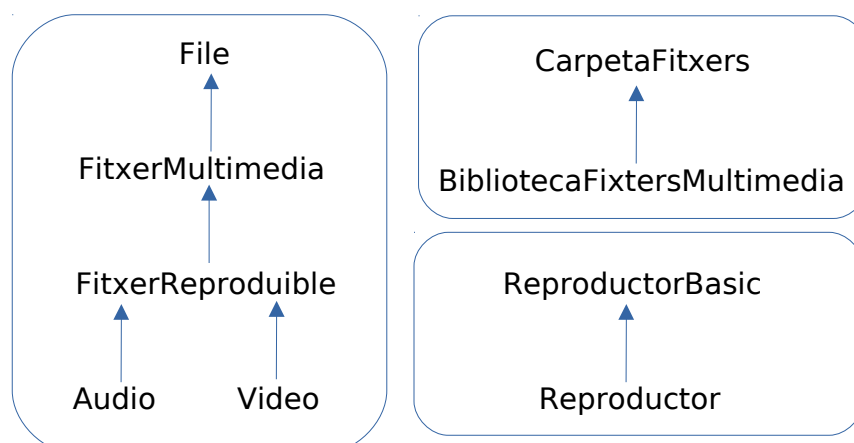 File
FitxerMultimedia
FitxerReproduible
Audio
Video
CarpetaFitxers
BibliotecaFixtersMultimedia
ReproductorBasic
Reproductor